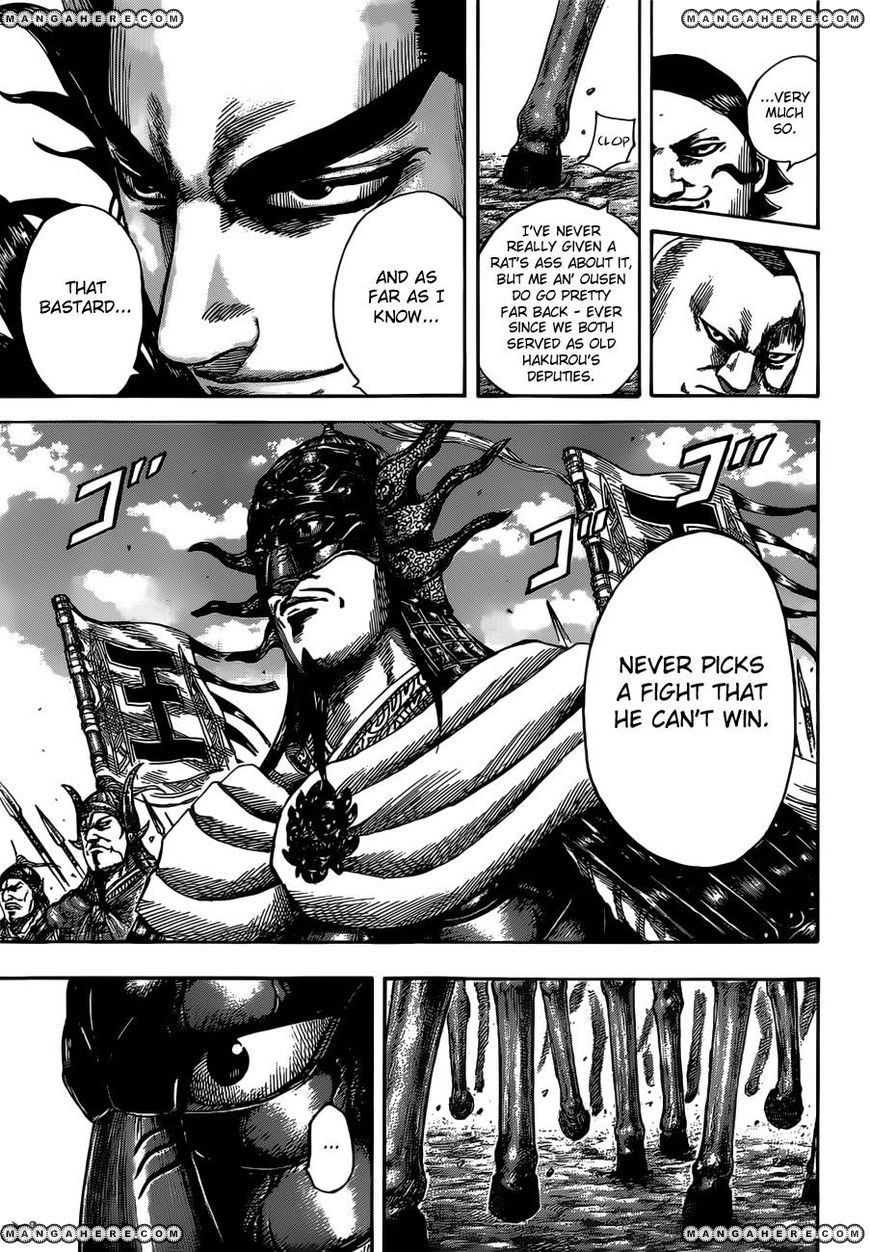 MANGAHERE.COM
MANGAHERE.COM
...VERY
MUCH
SO.
CLOP
I'VE NEVER
REALLY GIVEN A
RAT'S ASS ABOUT IT,
BUT ME AN' OUSEN
DO GO PRETTY
FAR BACK - EVER
SINCE WE BOTH
SERVED AS OLD
HAKUROU'S
DEPUTIES.
AND AS
FAR AS I
KNOW...
THAT
BASTARD...
ゴ
王
ゴ
NEVER PICKS
A FIGHT THAT
HE CAN'T WIN.
ゴ
王
...
MANGAHERE.COM
MANGAHERE.COM